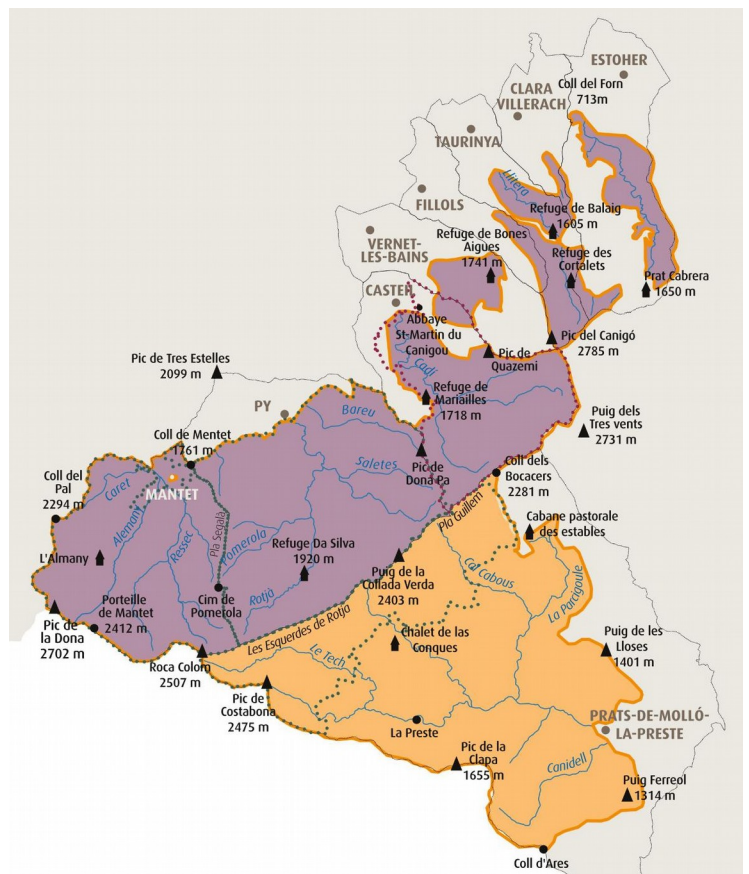 ESTOHER
Coll del Forn
713m
CLARA
VILLERACH
TAURINYA
Llitera
FILLOLS
Refuge de Balaig
1605 m
VERNET-
LES-BAINS
Refuge de Bones
Aigues
1741 m
Refuge des
Cortalets
Prat Cabrera
1650 m
CASTEIL
Abbaye
St-Martin du
Canigou
Pic del Canigó
2785 m
Pic de
Quazemi
Pic de Tres Estelles
2099 m
Cadi
Refuge de
Mariailles
1718 m
PY
Bareu
Puig dels
Tres vents
2731 m
Coll de Mentet
1761 m
Saletes
Pic de
Dona Pa
Coll dels
Bocacers
2281 m
Coll del
Pal
2294 m
Caret
MANTET
Alemany
Ressec
Pla Segala
Pomerola
Pla Guillem
Cabane pastorale
des estables
L'Almany
Refuge Da Silva
1920 m
Puig de la
Collada Verda
2403 m
Cal Cabous
La Parcigoule
Porteille
de Mantet
2412 m
Cim de
Pomerola
Rotjà
Pic de
la Dona
2702 m
Les Esquerdes de Rotja
Chalet de las
Conques
Puig de les
Lloses
1401 m
Roca Colom
2507 m
Le Tech
Pic de
Costabona
2475 m
La Preste
PRATS-DE-MOLLÓ-
LA-PRESTE
Pic de la
Clapa
1655 m
Canidell
Puig Ferreol
1314 m
Coll d'Ares